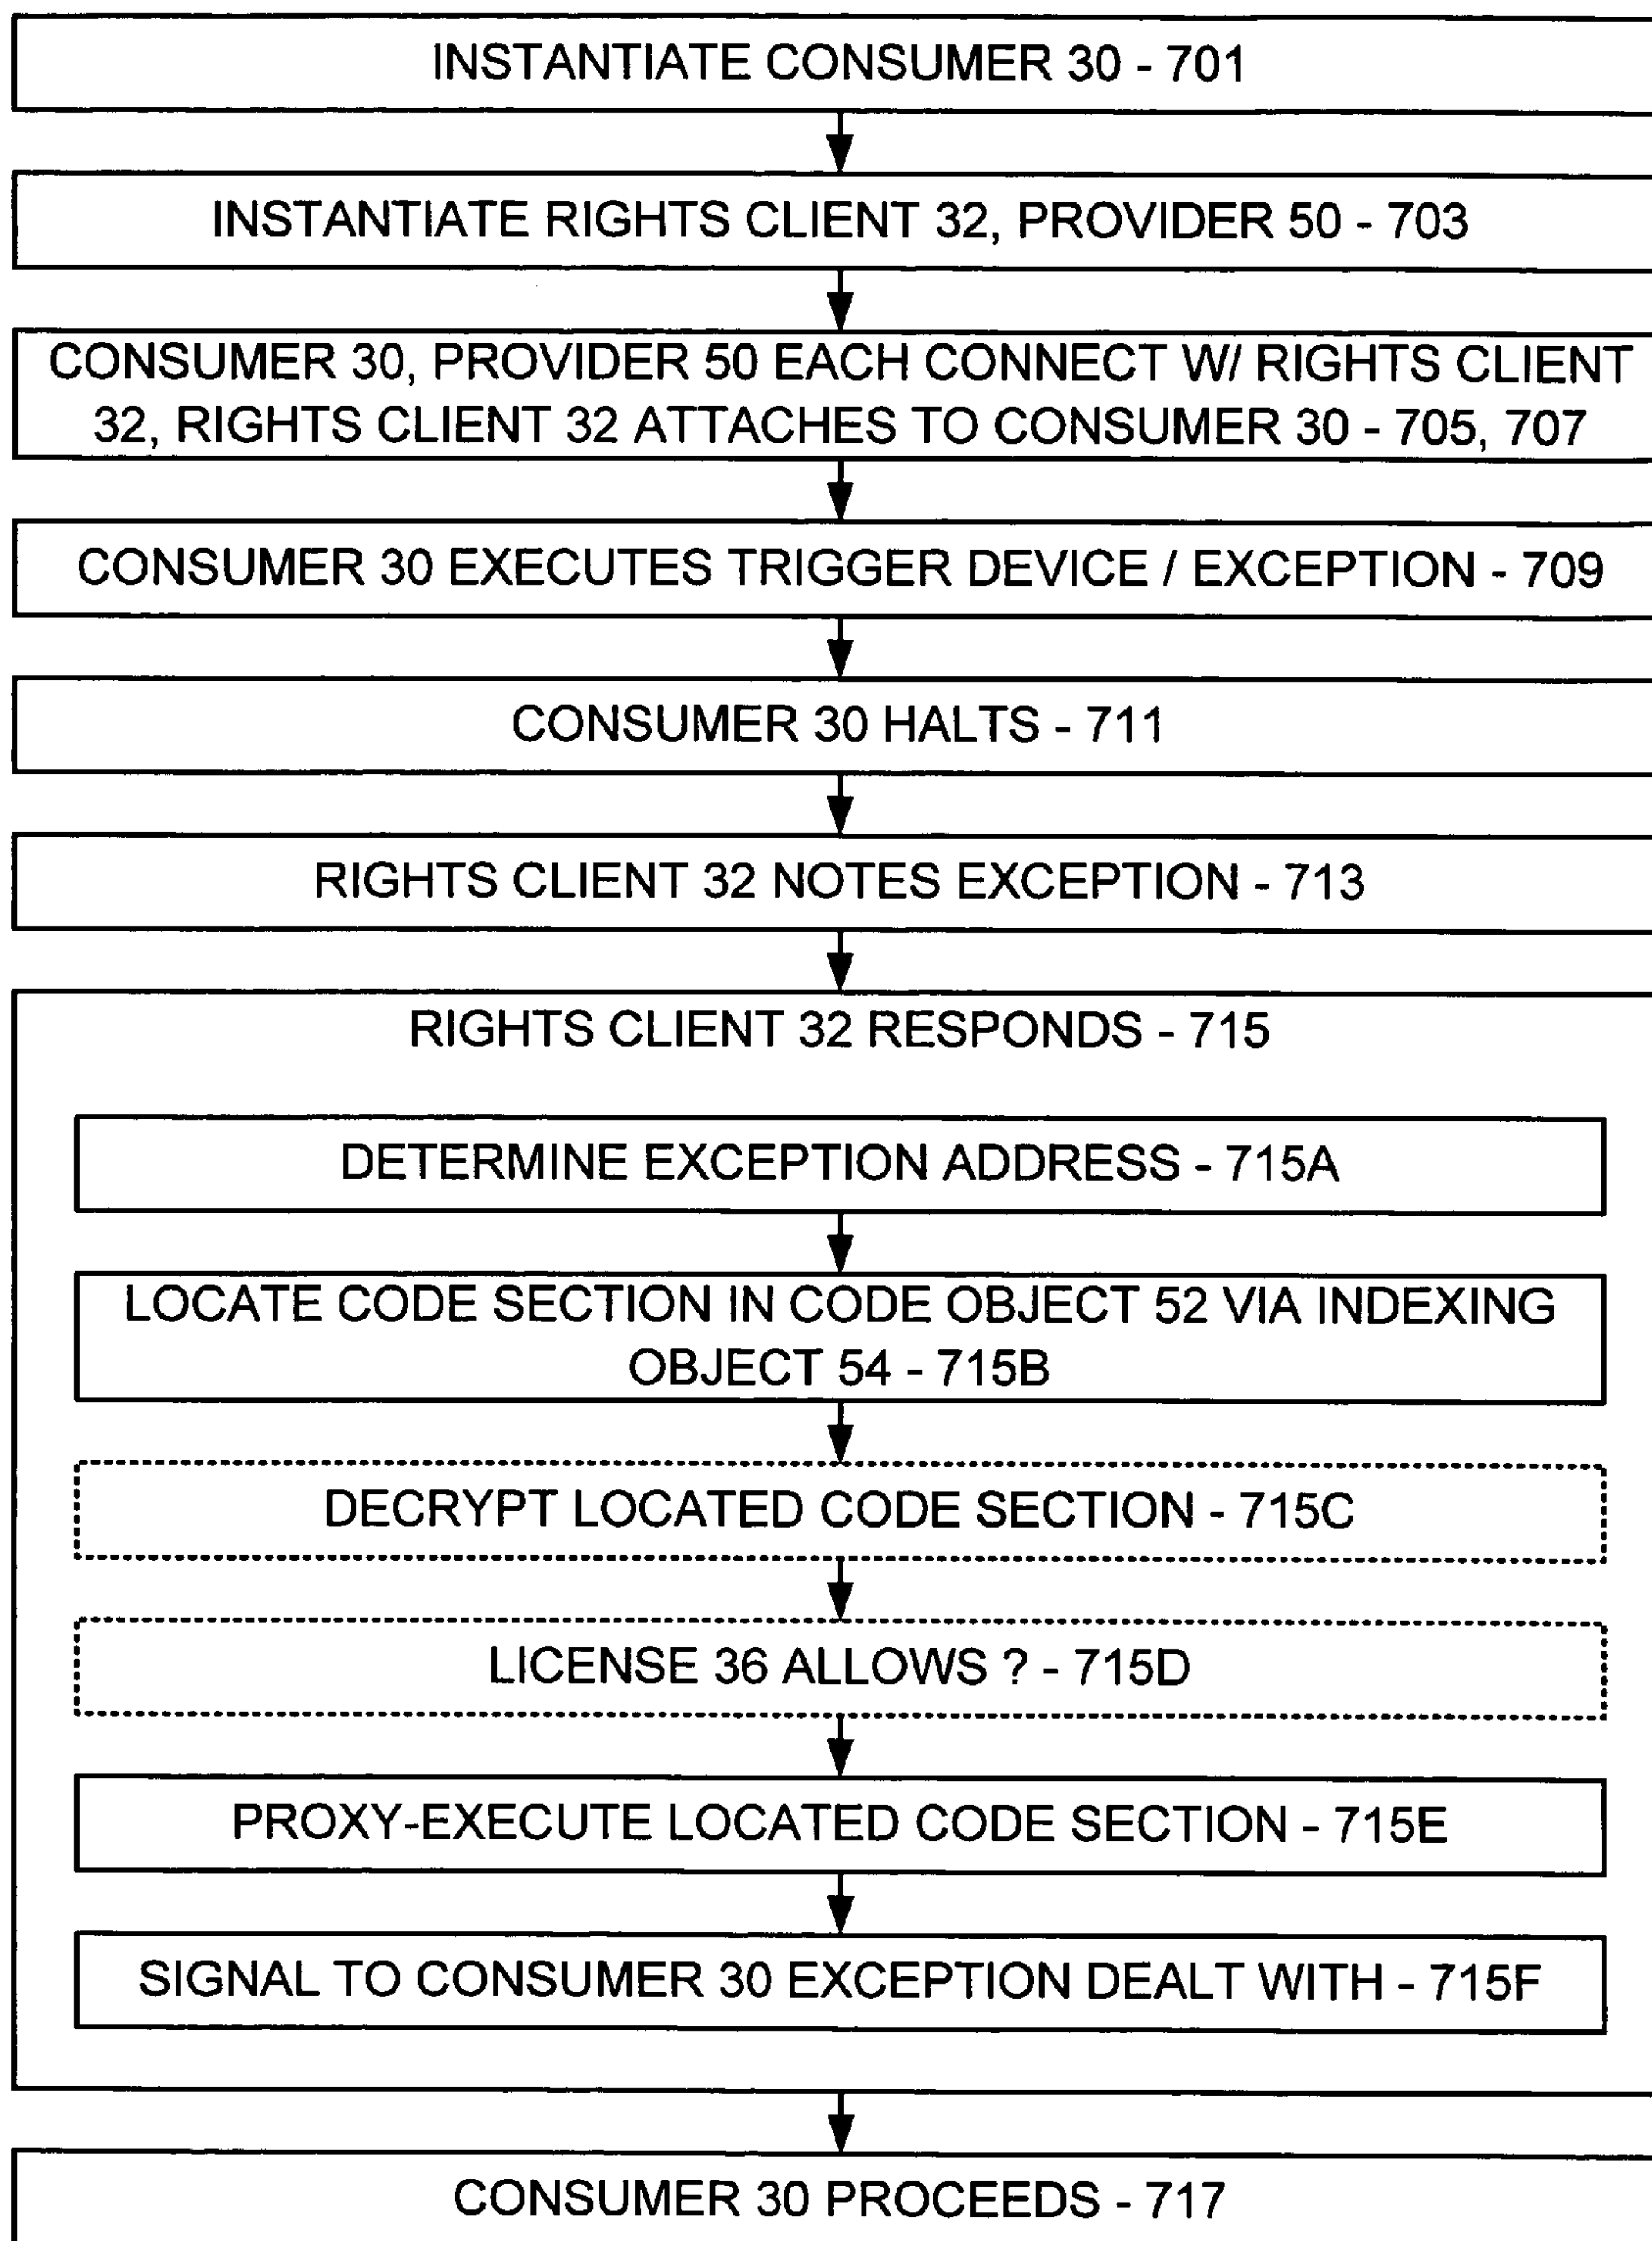 INSTANTIATE CONSUMER 30 - 701
INSTANTIATE RIGHTS CLIENT 32, PROVIDER 50 - 703
CONSUMER 30, PROVIDER 50 EACH CONNECT W/ RIGHTS CLIENT
32, RIGHTS CLIENT 32 ATTACHES TO CONSUMER 30 - 705, 707
CONSUMER 30 EXECUTES TRIGGER DEVICE / EXCEPTION - 709
CONSUMER 30 HALTS - 711
RIGHTS CLIENT 32 NOTES EXCEPTION - 713
RIGHTS CLIENT 32 RESPONDS - 715
DETERMINE EXCEPTION ADDRESS - 715A
LOCATE CODE SECTION IN CODE OBJECT 52 VIA INDEXING
OBJECT 54 - 715B
DECRYPT LOCATED CODE SECTION - 715C
LICENSE 36 ALLOWS ? - 715D
PROXY-EXECUTE LOCATED CODE SECTION - 715E
SIGNAL TO CONSUMER 30 EXCEPTION DEALT WITH - 715F
CONSUMER 30 PROCEEDS - 717